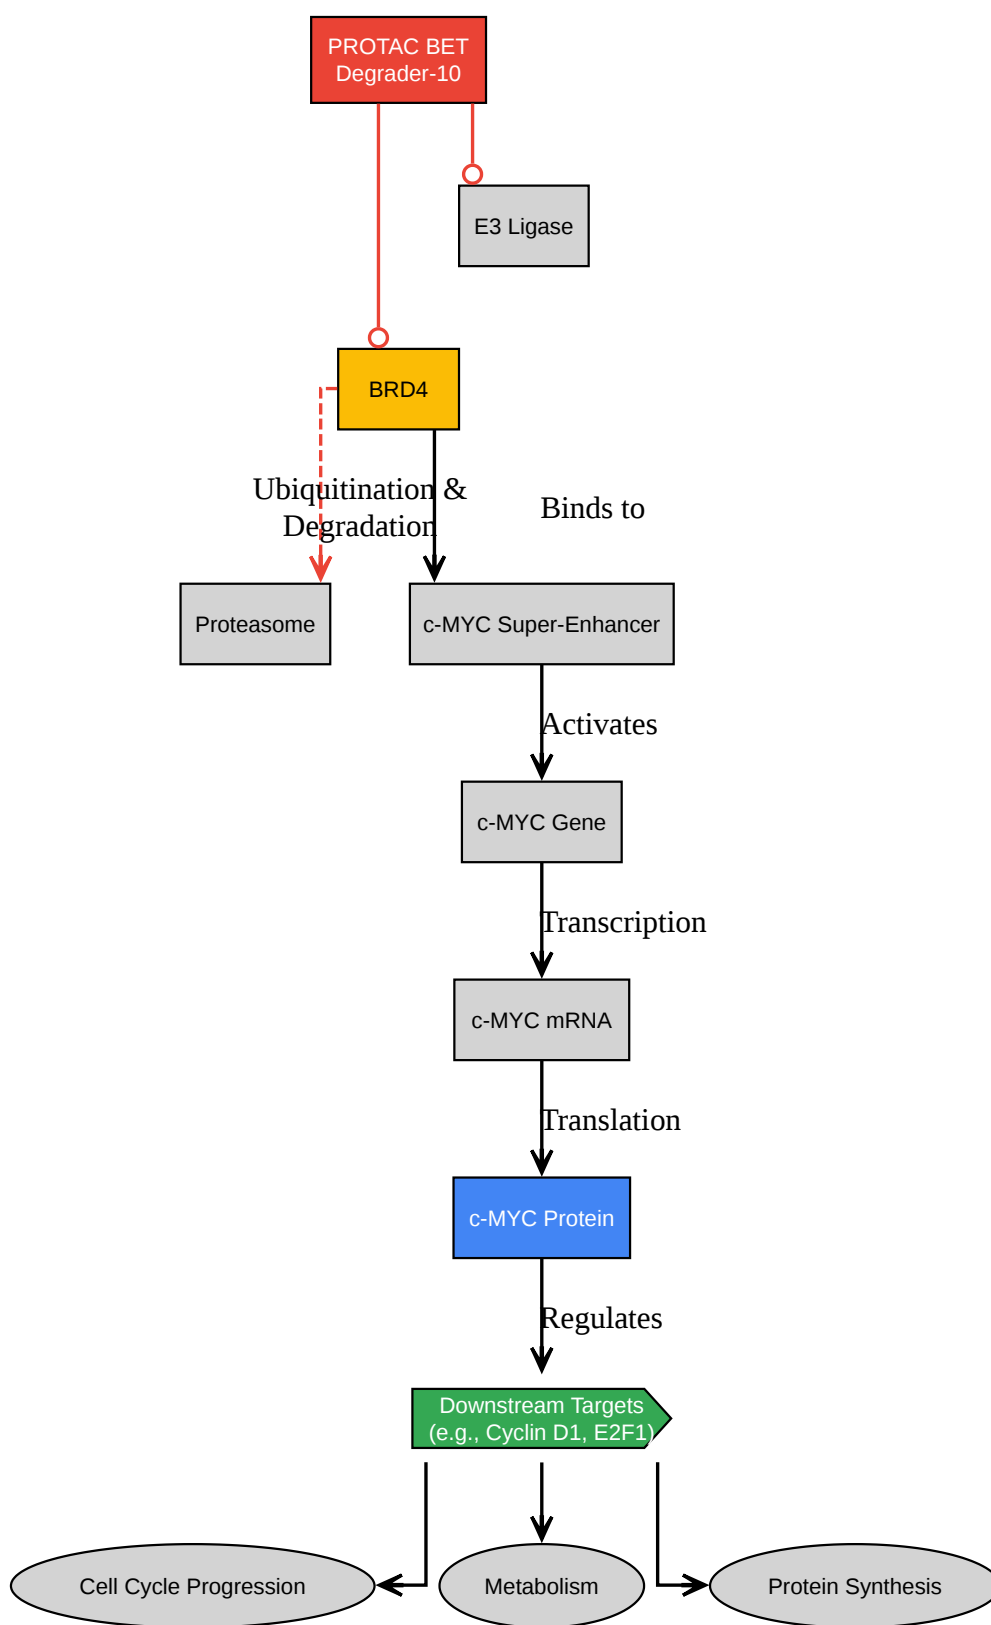 PROTAC BET
Degrader-10
E3 Ligase
BRD4
Ubiquitination &
Degradation
Binds to
Proteasome
c-MYC Super-Enhancer
Activates
c-MYC Gene
Transcription
c-MYC mRNA
Translation
c-MYC Protein
Regulates
Downstream Targets
(e.g., Cyclin D1, E2F1)
Cell Cycle Progression
Metabolism
Protein Synthesis